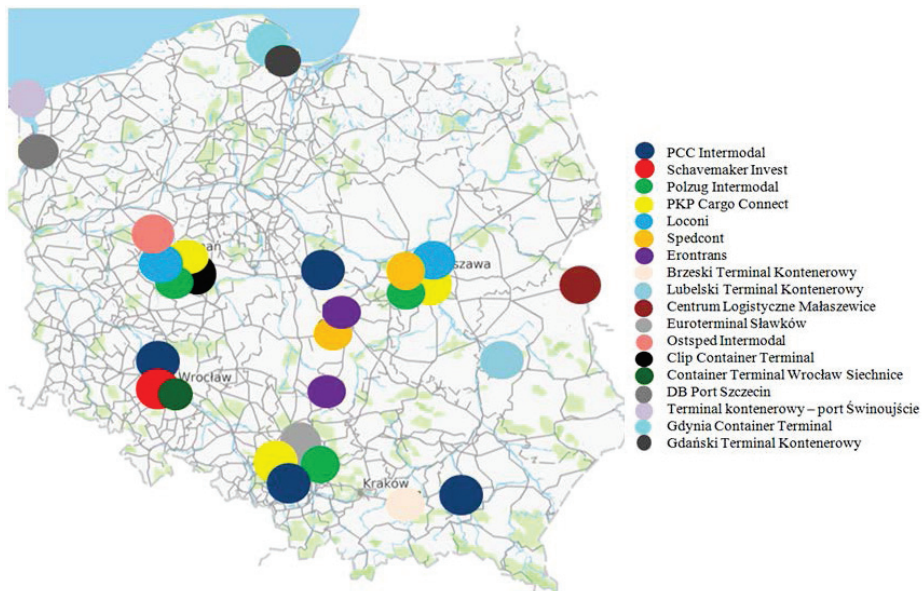 nań
szawa
Wrocław
Kraków
PCC Intermodal
Schavemaker Invest
Polzug Intermodal
PKP Cargo Connect
Loconi
Spedcont
Erontrans
Brzeski Terminal Kontenerowy
Lubelski Terminal Kontenerowy
Centrum Logistyczne Małaszewice
Euroterminal Sławków
Ostsped Intermodal
Clip Container Terminal
Container Terminal Wrocław Siechnice
DB Port Szczecin
Terminal kontenerowy – port Świnoujście
Gdynia Container Terminal
Gdański Terminal Kontenerowy